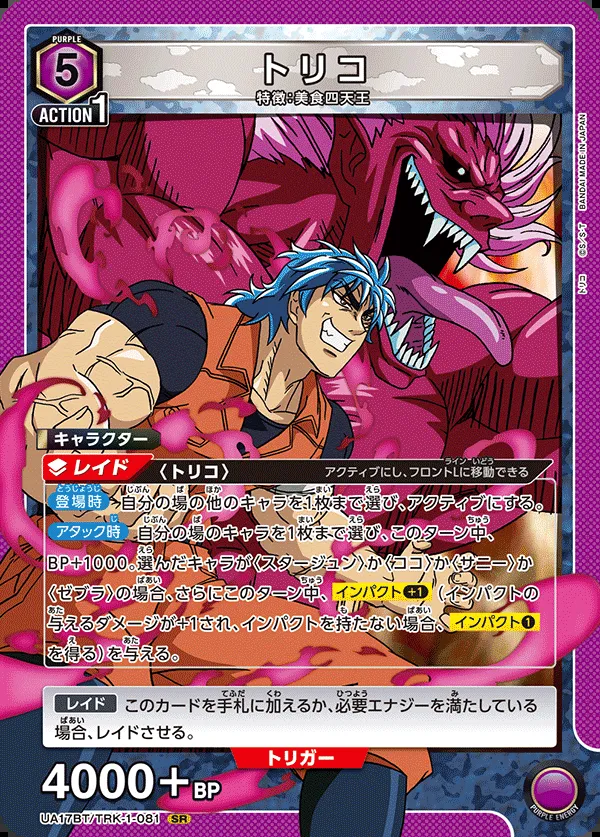 PURPLE
5
ACTION1
トリコ
特徴:美食四天王
トリコ ©S/S,T BANDAI MADE IN JAPAN
キャラクター
レイド 〈トリコ〉 アクティブにし、フロントLに移動できる
登場時 自分の場の他のキャラを1枚まで選び、アクティブにする。
アタック時 自分の場のキャラを1枚まで選び、このターン中、
BP+1000。選んだキャラが〈スタージュン〉か〈ココ〉か〈サニー〉か
〈ゼブラ〉の場合、さらにこのターン中、インパクト+1 (インパクトの
与えるダメージが+1され、インパクトを持たない場合、インパクト1
を得る)を与える。
レイド このカードを手札に加えるか、必要エナジーを満たしている
場合、レイドさせる。
トリガー
4000+BP
UA17BT/TRK-1-081 SR
PURPLE ENERGY